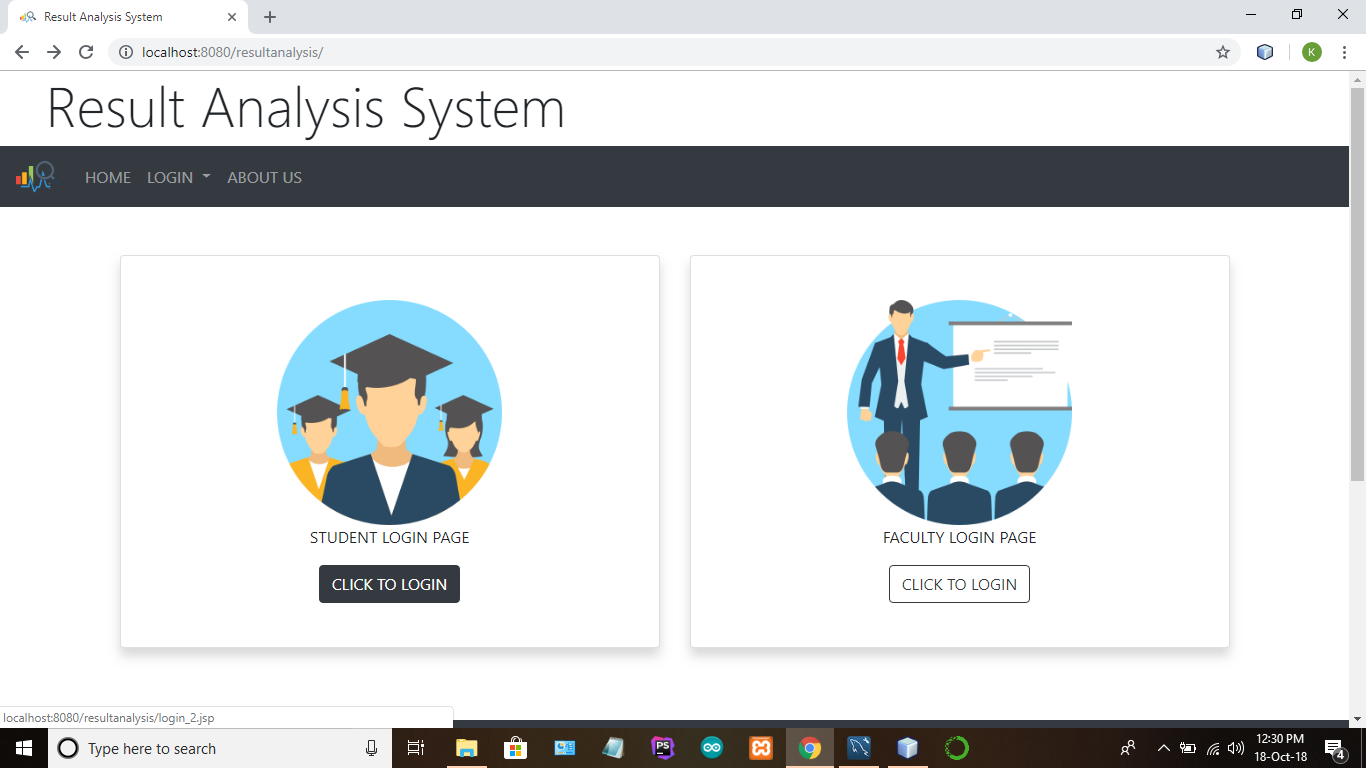 Result Analysis System
localhost:8080/resultanalysis/
K
Result Analysis System
HOME LOGIN ABOUT US
STUDENT LOGIN PAGE
CLICK TO LOGIN
FACULTY LOGIN PAGE
CLICK TO LOGIN
localhost:8080/resultanalysis/login_2.jsp
Type here to search
PS
12:30 PM
18-Oct-18
4